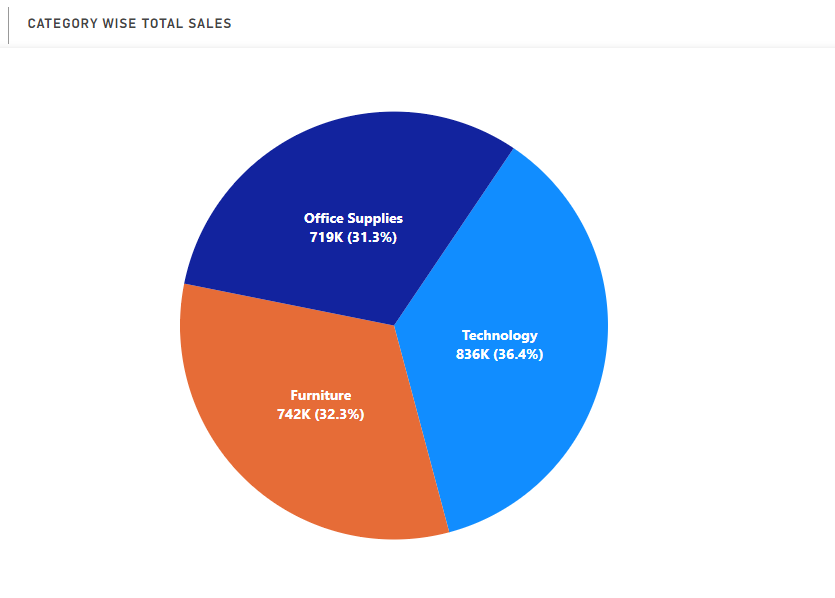 CATEGORY WISE TOTAL SALES
Office Supplies
719K (31.3%)
Technology
836K (36.4%)
Furniture
742K (32.3%)